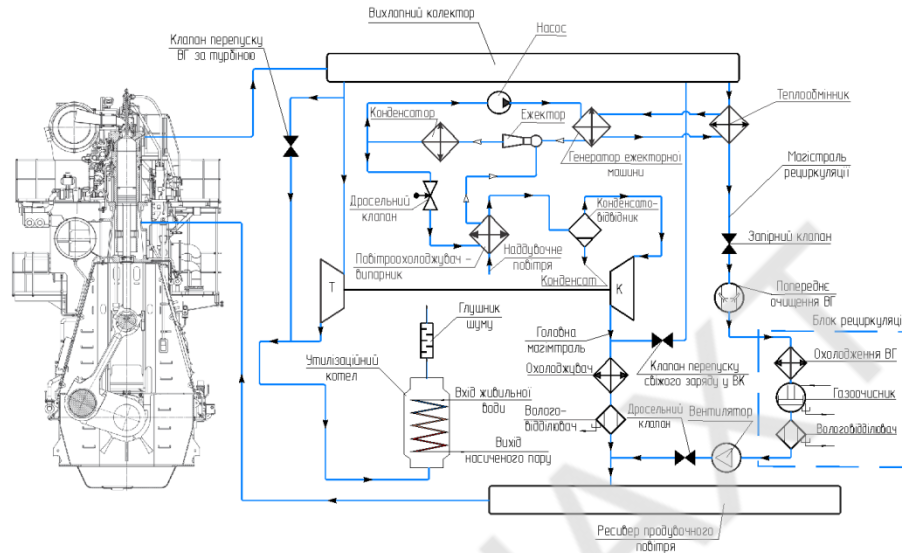 Вихлопний колектор
Насос
Клапан перепуску
ВГ за турбіною
Конденсатор
Ежектор
Теплообмінник
Генератор ежекторної
машини
Магістраль
рециркуляції
Дросельний
клапан
Конденсато-
відвідник
Запірний клапан
Повітроохолоджувач -
випарник
Наддувочне
повітря
Конденсат
Попереднє
очищення ВГ
Т
К
Блок рециркуляції
Глушник
шуму
Головна
магімтраль
Утилізаційний
котел
Охолоджувач
Клапан перепуску
свіжого заряду у ВК
Охолодження ВГ
Вхід живильної
води
Газоочисник
Волого-
відділювач
Дросельний
клапан
Вентилятор
Вологовідділювач
Вихід
насиченого пару
Ресивер продувочного
повітря
АХТ